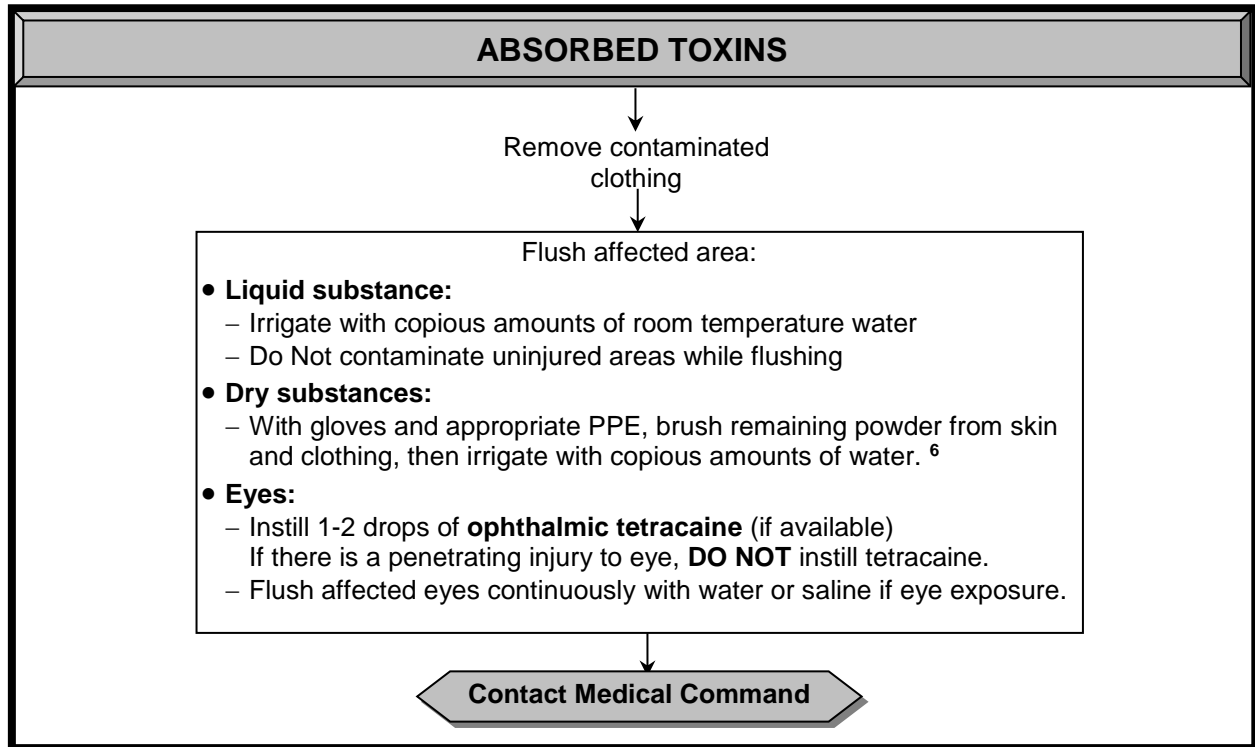 ABSORBED TOXINS
Remove contaminated
clothing
Flush affected area:
• Liquid substance:
− Irrigate with copious amounts of room temperature water
− Do Not contaminate uninjured areas while flushing
• Dry substances:
− With gloves and appropriate PPE, brush remaining powder from skin
and clothing, then irrigate with copious amounts of water. 6
• Eyes:
− Instill 1-2 drops of ophthalmic tetracaine (if available)
If there is a penetrating injury to eye, DO NOT instill tetracaine.
− Flush affected eyes continuously with water or saline if eye exposure.
Contact Medical Command